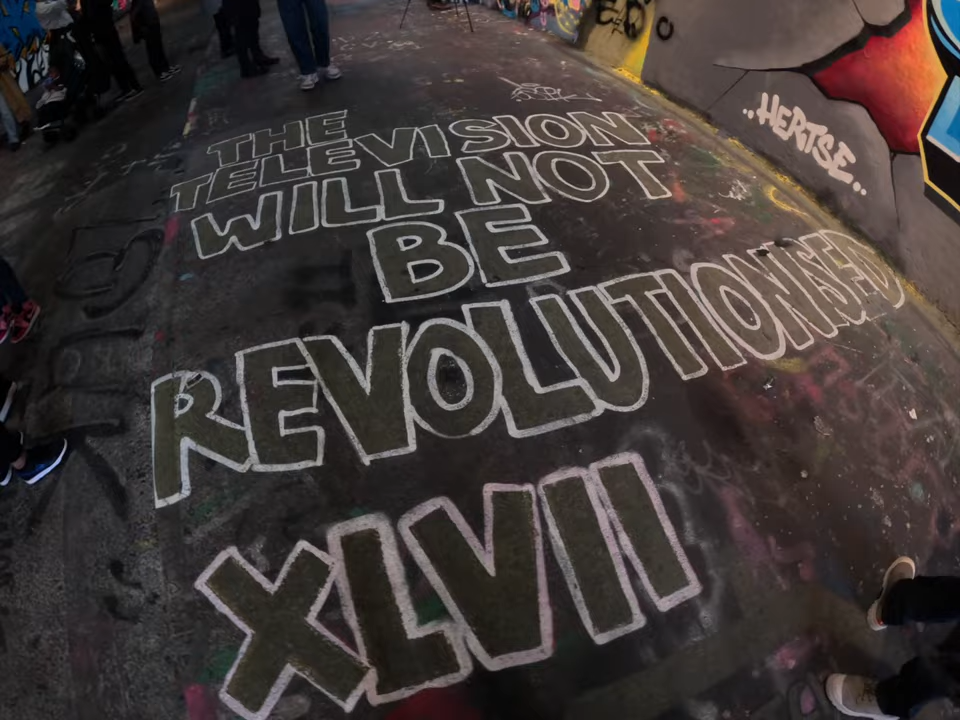 THE
TELEVISION
WILL NOT
BE
REVOLUTIONISED
XLVII
..HERTSE..